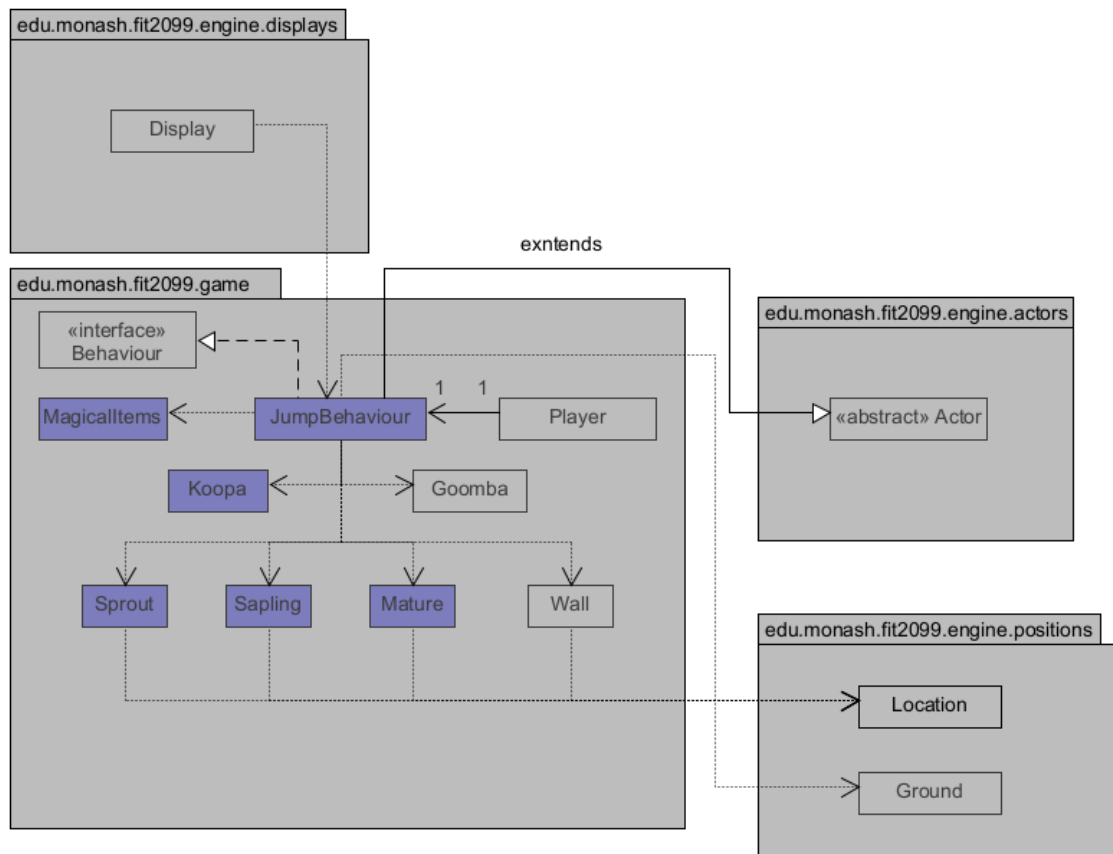 edu.monash.fit2099.engine.displays
Display
exntends
edu.monash.fit2099.game
«interface»
Behaviour
MagicalItems
JumpBehaviour
1
1
Player
edu.monash.fit2099.engine.actors
«abstract» Actor
Koopa
Goomba
Sprout
Sapling
Mature
Wall
edu.monash.fit2099.engine.positions
Location
Ground